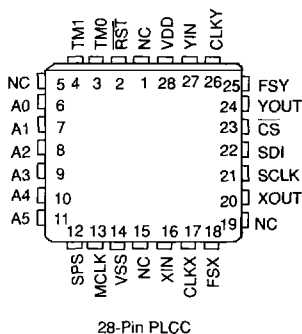 TM1 TM0 RST NC VDD YIN CLKY
4 3 2 1 28 27 26
NC 5 25 FSY
A0 6 24 YOUT
A1 7 23 CS
A2 8 22 SDI
A3 9 21 SCLK
A4 10 20 XOUT
A5 11 19 NC
12 13 14 15 16 17 18
SPS MCLK VSS NC XIN CLKX FSX
28-Pin PLCC